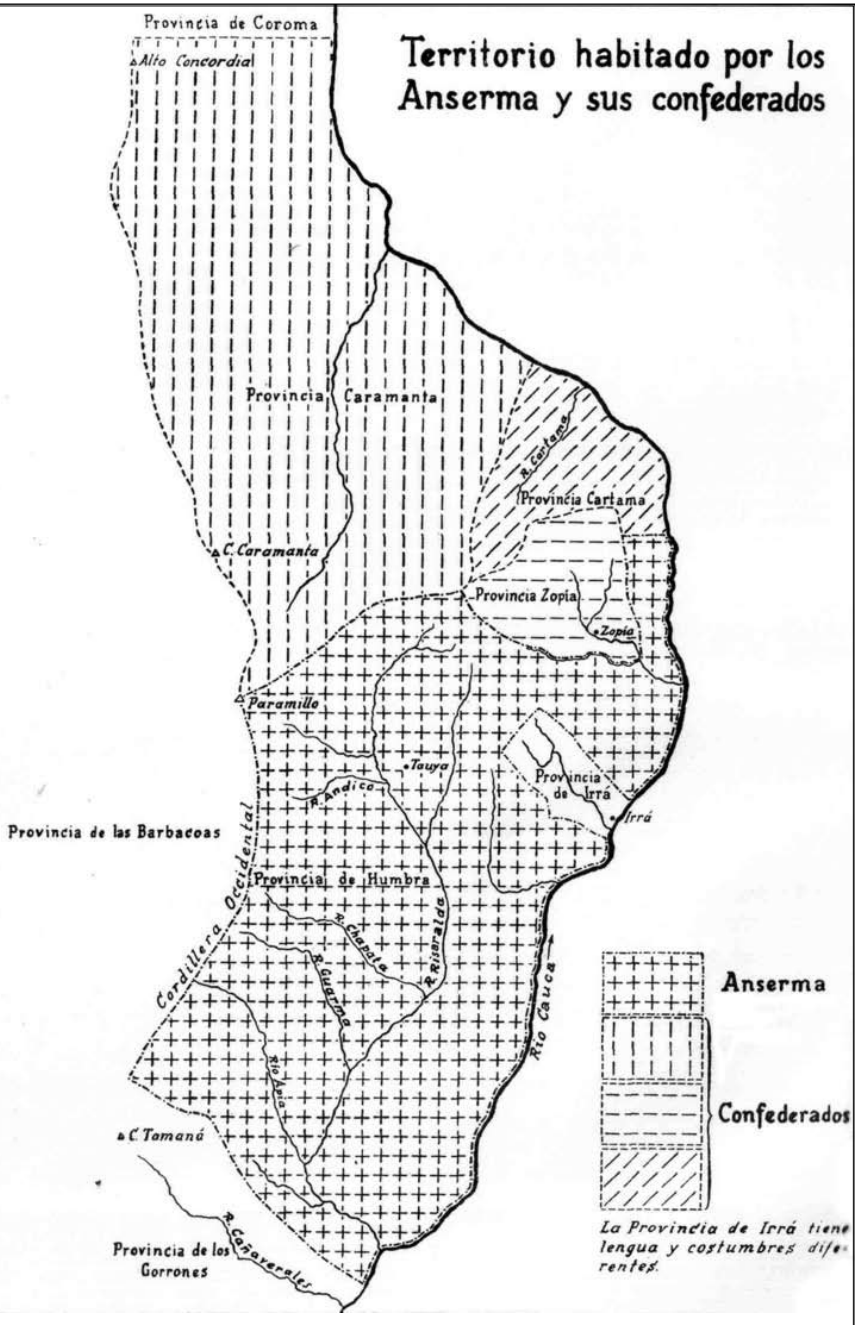 Provincia de Coroma
Territorio habitado por los
Anserma y sus confederados
Alto Concordia
Provincia Caramanta
R. Cartama
Provincia Cartama
C. Caramanta
Provincia Zopía
Zopía
Paramillo
Tauya
R. Andica
Provincia
de Irrá
Irrá
Provincia de las Barbacoas
Cordillera Occidental
Provincia de Humbra
R. Chapata
R. Risaralda
R. Guarma
Río Cauca
Río Apía
Anserma
C. Tamaná
Confederados
La Provincia de Irrá tiene
lengua y costumbres dife-
rentes.
R. Cañaverales
Provincia de los
Gorrones